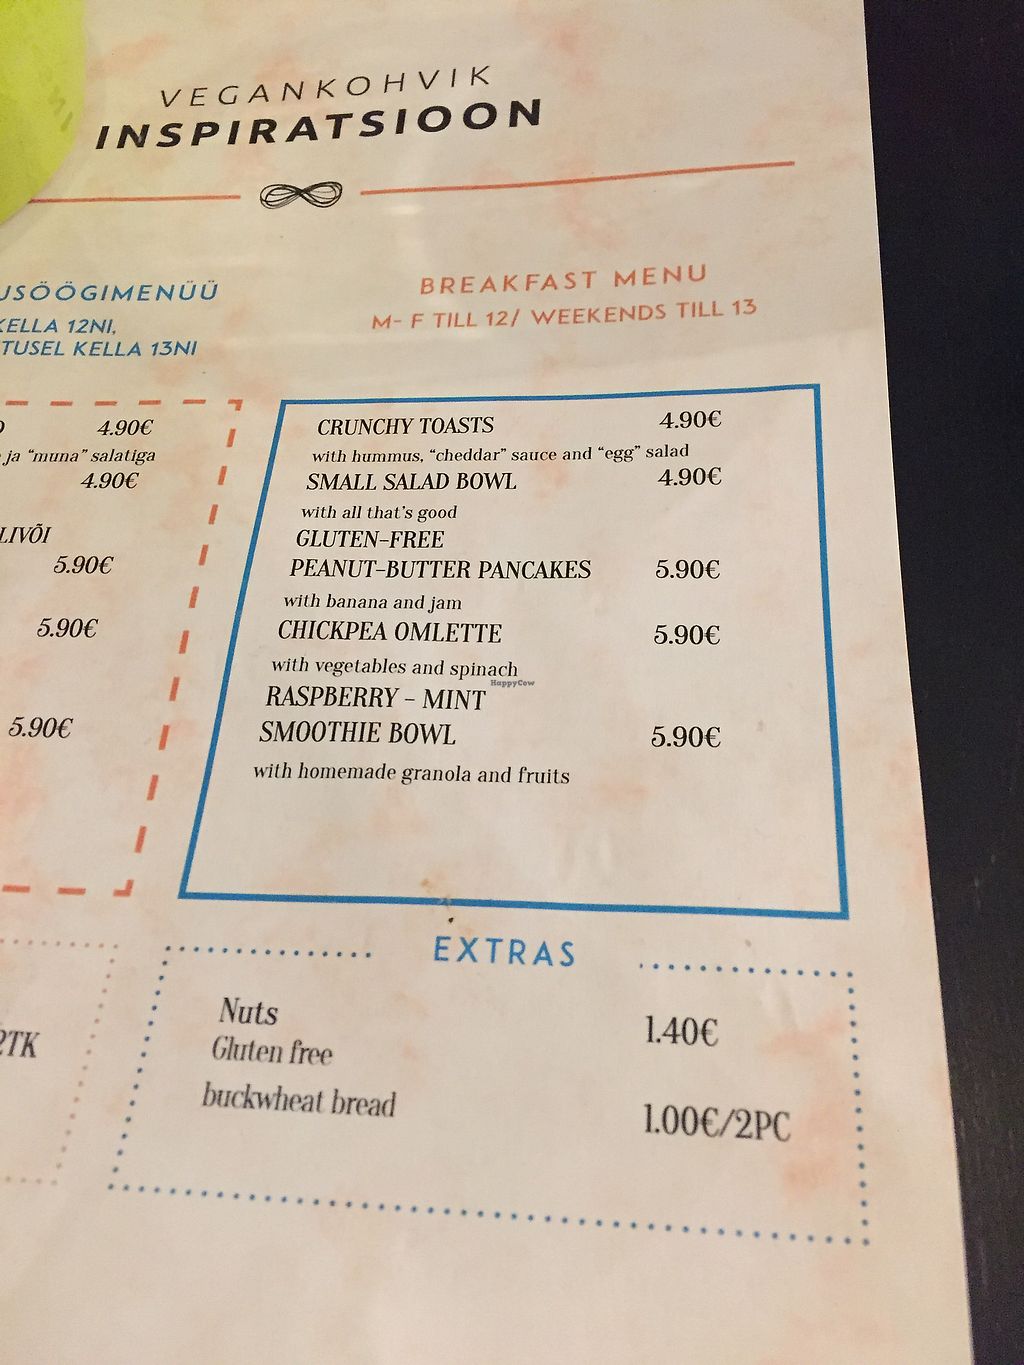 VEGANKOHVIK
INSPIRATSIOON
USÖÖGIMENÜÜ
KELLA 12NI,
TUSEL KELLA 13NI
4.90€
ja "muna" salatiga
4.90€
LIVÕI
5.90€
5.90€
5.90€
2TK
BREAKFAST MENU
M- F TILL 12/ WEEKENDS TILL 13
CRUNCHY TOASTS 4.90€
with hummus, "cheddar" sauce and "egg" salad
SMALL SALAD BOWL 4.90€
with all that's good
GLUTEN-FREE
PEANUT-BUTTER PANCAKES 5.90€
with banana and jam
CHICKPEA OMLETTE 5.90€
with vegetables and spinach
HappyCow
RASPBERRY - MINT
SMOOTHIE BOWL 5.90€
with homemade granola and fruits
EXTRAS
Nuts 1.40€
Gluten free
buckwheat bread 1.00€/2PC